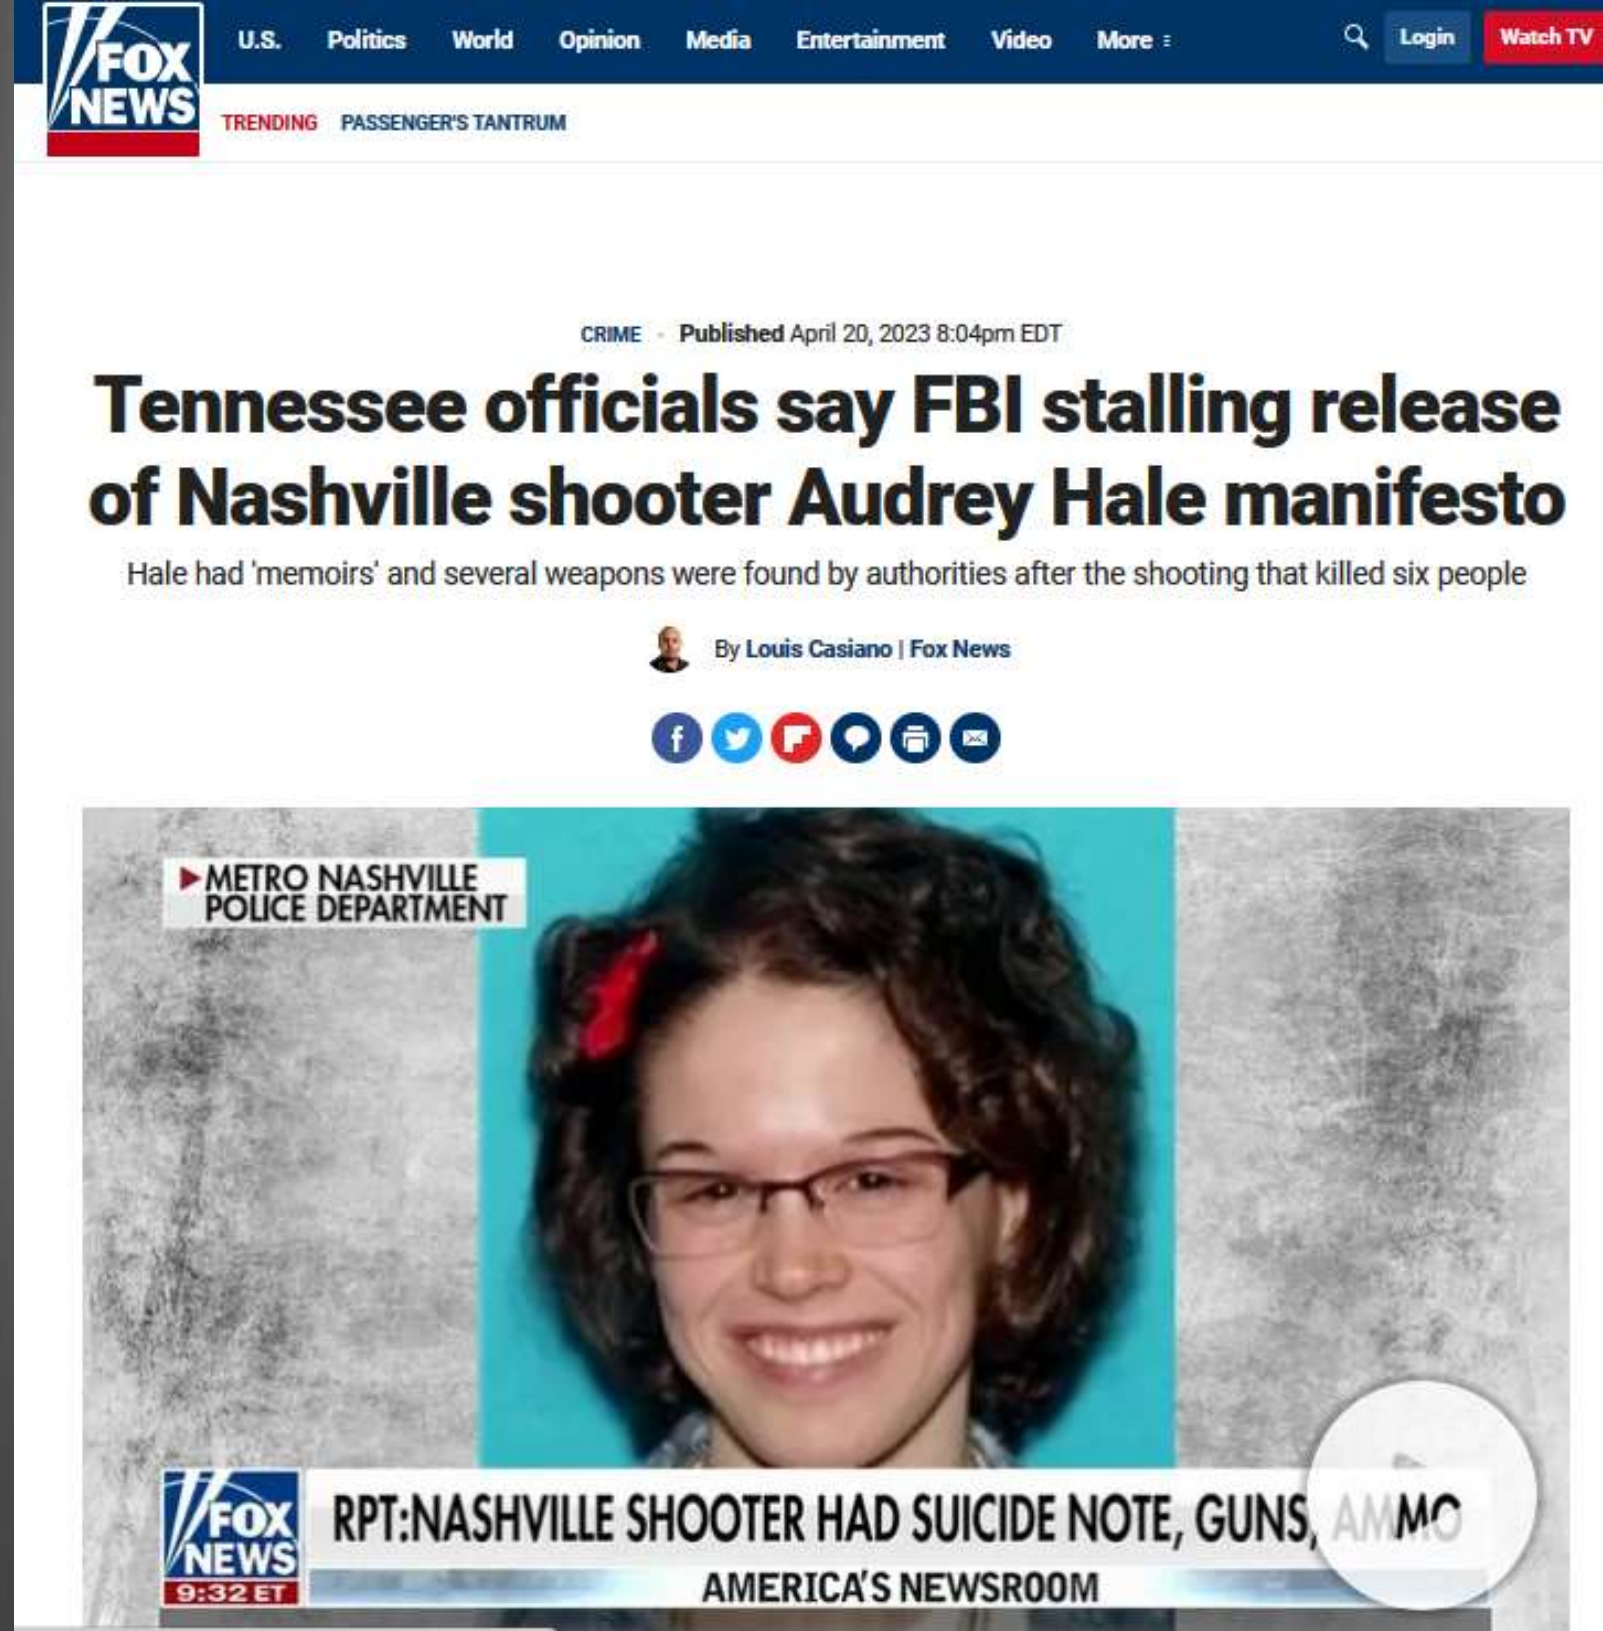 FOX
NEWS
U.S. Politics World Opinion Media Entertainment Video More Login Watch TV
TRENDING PASSENGER'S TANTRUM
CRIME - Published April 20, 2023 8:04pm EDT
Tennessee officials say FBI stalling release
of Nashville shooter Audrey Hale manifesto
Hale had 'memoirs' and several weapons were found by authorities after the shooting that killed six people
By Louis Casiano | Fox News
METRO NASHVILLE
POLICE DEPARTMENT
FOX
NEWS
9:32 ET
RPT:NASHVILLE SHOOTER HAD SUICIDE NOTE, GUNS, AMMO
AMERICA'S NEWSROOM